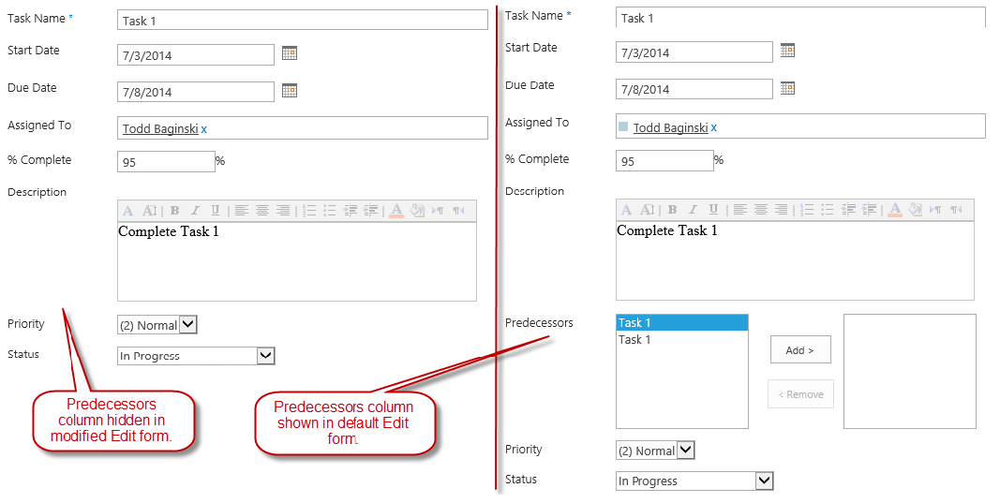 Task Name *
Task 1
Start Date
7/3/2014
Due Date
7/8/2014
Assigned To
Todd Baginski x
% Complete
95
%
Description
A A | B I U
A
Complete Task 1
Priority
(2) Normal
Status
In Progress
Predecessors
column hidden in
modified Edit form.
Task Name *
Task 1
Start Date
7/3/2014
Due Date
7/8/2014
Assigned To
Todd Baginski x
% Complete
95
%
Description
A A | B I U
A
Complete Task 1
Predecessors
Task 1
Task 1
Add >
< Remove
Predecessors column
shown in default Edit
form.
Priority
(2) Normal
Status
In Progress